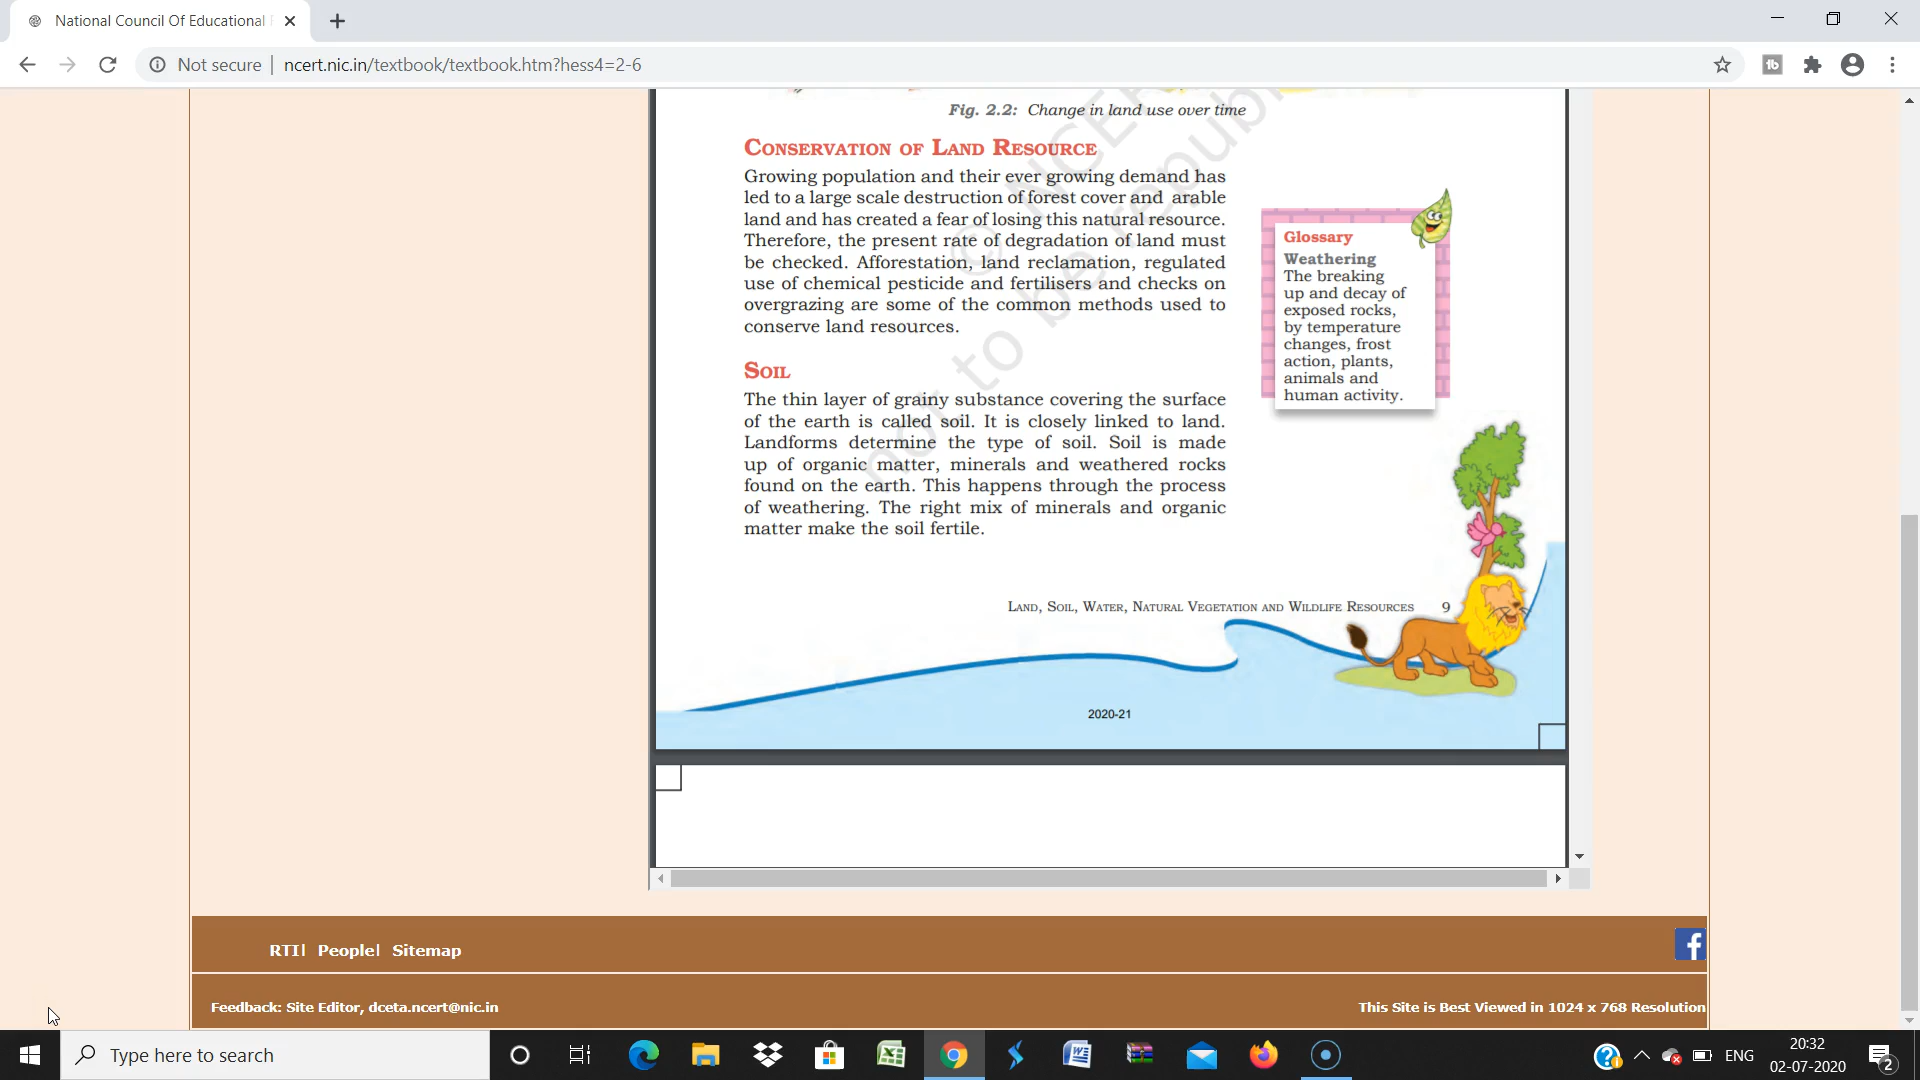 National Council Of Educational
Not secure | ncert.nic.in/textbook/textbook.htm?hess4=2-6
Fig. 2.2: Change in land use over time
CONSERVATION OF LAND RESOURCE
Growing population and their ever growing demand has
led to a large scale destruction of forest cover and arable
land and has created a fear of losing this natural resource.
Therefore, the present rate of degradation of land must
be checked. Afforestation, land reclamation, regulated
use of chemical pesticide and fertilisers and checks on
overgrazing are some of the common methods used to
conserve land resources.
Glossary
Weathering
The breaking
up and decay of
exposed rocks,
by temperature
changes, frost
action, plants,
animals and
human activity.
SOIL
The thin layer of grainy substance covering the surface
of the earth is called soil. It is closely linked to land.
Landforms determine the type of soil. Soil is made
up of organic matter, minerals and weathered rocks
found on the earth. This happens through the process
of weathering. The right mix of minerals and organic
matter make the soil fertile.
© NCER
not to be republi
LAND, SOIL, WATER, NATURAL VEGETATION AND WILDLIFE RESOURCES 9
2020-21
RTI| People| Sitemap
Feedback: Site Editor, dceta.ncert@nic.in
This Site is Best Viewed in 1024 x 768 Resolution
Type here to search
ENG
20:32
02-07-2020
2